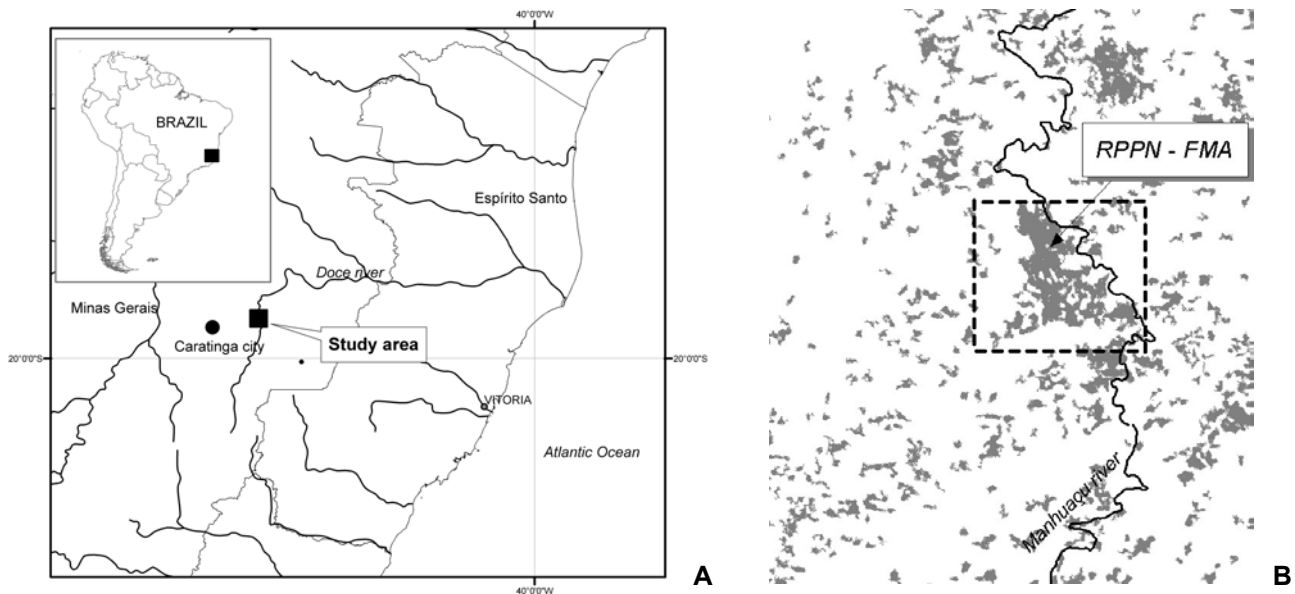 40°0'0"W
BRAZIL
Espírito Santo
Doce river
Minas Gerais
Caratinga city
Study area
20°0'0"S
20°0'0"S
VITORIA
Atlantic Ocean
40°0'0"W
A
RPPN - FMA
Manhuaçu river
B